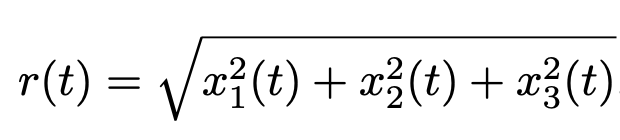 r(t) = √(x₁²(t) + x₂²(t) + x₃²(t))